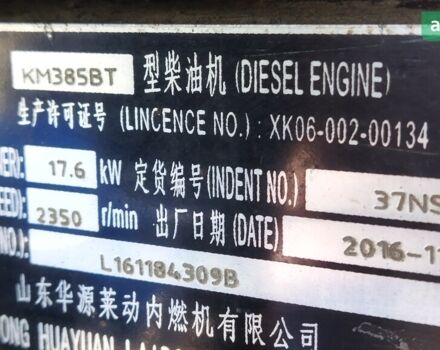 KM385BT 型柴油机 (DIESEL ENGINE)
生产许可证号 (LINCENCE NO.) : XK06-002-00134
17.6 kW 定货编号 (INDENT NO.) 37NS
2350 r/min 出厂日期 (DATE) 2016-11
L161184309B
山东华源莱动内燃机有限公司
HUAYUAN